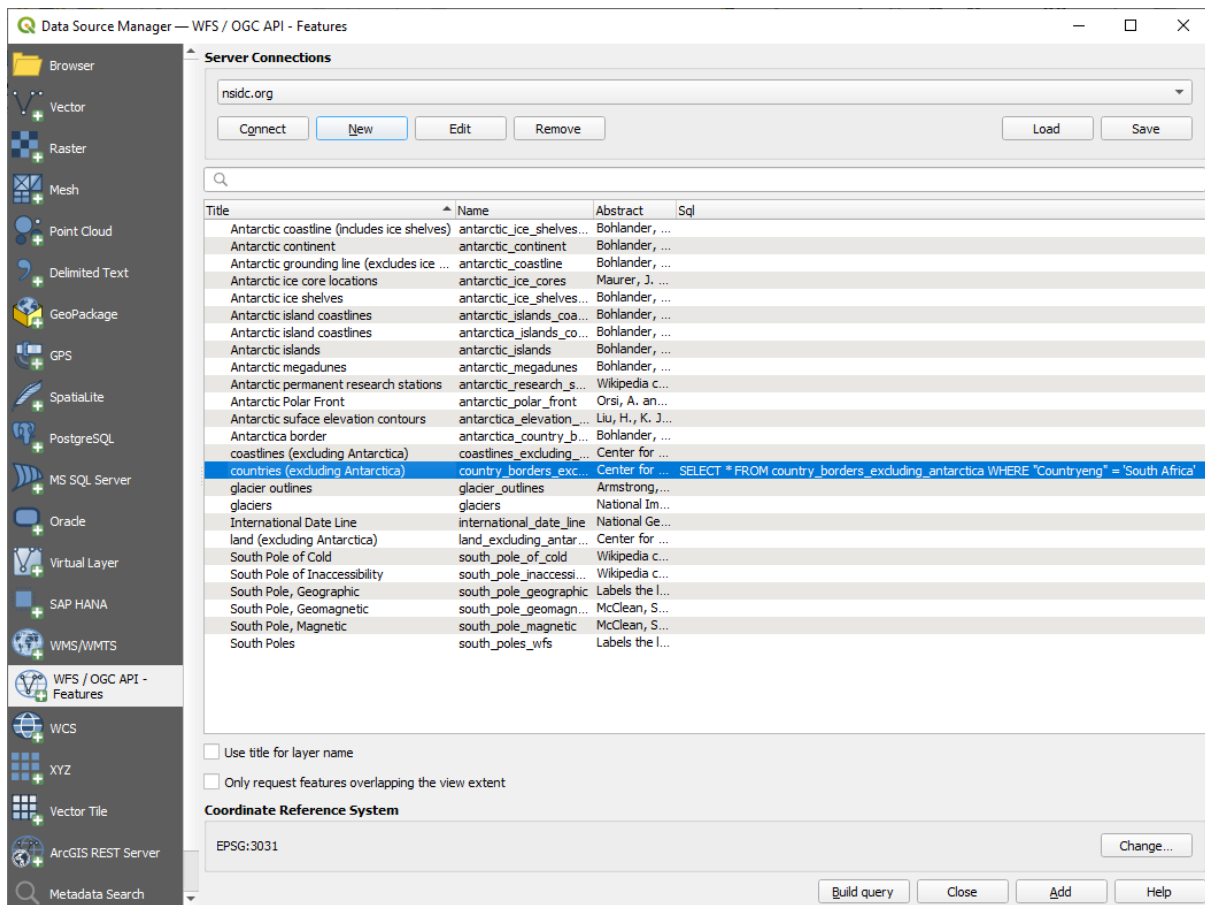 Data Source Manager — WFS / OGC API - Features
Browser
Vector
Raster
Mesh
Point Cloud
Delimited Text
GeoPackage
GPS
SpatiaLite
PostgreSQL
MS SQL Server
Oracle
Virtual Layer
SAP HANA
WMS/WMTS
WFS / OGC API -
Features
WCS
XYZ
Vector Tile
ArcGIS REST Server
Metadata Search
Server Connections
nsidc.org
Connect New Edit Remove Load Save
Title Name Abstract Sql
Antarctic coastline (includes ice shelves) antarctic_ice_shelves... Bohlander, ...
Antarctic continent antarctic_continent Bohlander, ...
Antarctic grounding line (excludes ice ... antarctic_coastline Bohlander, ...
Antarctic ice core locations antarctic_ice_cores Maurer, J. ...
Antarctic ice shelves antarctic_ice_shelves... Bohlander, ...
Antarctic island coastlines antarctic_islands_coa... Bohlander, ...
Antarctic island coastlines antarctica_islands_co... Bohlander, ...
Antarctic islands antarctic_islands Bohlander, ...
Antarctic megadunes antarctic_megadunes Bohlander, ...
Antarctic permanent research stations antarctic_research_s... Wikipedia c...
Antarctic Polar Front antarctic_polar_front Orsi, A. an...
Antarctic suface elevation contours antarctica_elevation_... Liu, H., K. J...
Antarctica border antarctica_country_b... Bohlander, ...
coastlines (excluding Antarctica) coastlines_excluding_... Center for ...
countries (excluding Antarctica) country_borders_exc... Center for ... SELECT * FROM country_borders_excluding_antarctica WHERE "Countryeng" = 'South Africa'
glacier outlines glacier_outlines Armstrong,...
glaciers glaciers National Im...
International Date Line international_date_line National Ge...
land (excluding Antarctica) land_excluding_antar... Center for ...
South Pole of Cold south_pole_of_cold Wikipedia c...
South Pole of Inaccessibility south_pole_inaccessi... Wikipedia c...
South Pole, Geographic south_pole_geographic Labels the l...
South Pole, Geomagnetic south_pole_geomagn... McClean, S...
South Pole, Magnetic south_pole_magnetic McClean, S...
South Poles south_poles_wfs Labels the l...
Use title for layer name
Only request features overlapping the view extent
Coordinate Reference System
EPSG:3031
Change...
Build query Close Add Help